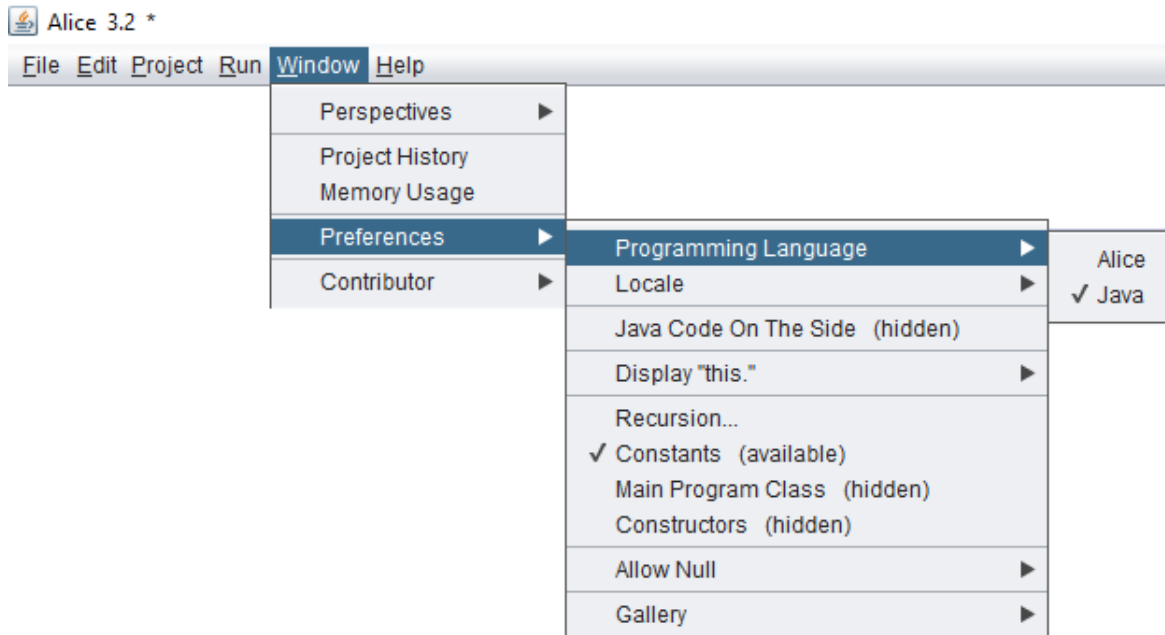 Alice 3.2 *
File Edit Project Run Window Help
Perspectives
Project History
Memory Usage
Preferences
Contributor
Programming Language
Locale
Java Code On The Side (hidden)
Display "this."
Recursion...
✓ Constants (available)
Main Program Class (hidden)
Constructors (hidden)
Allow Null
Gallery
Alice
✓ Java